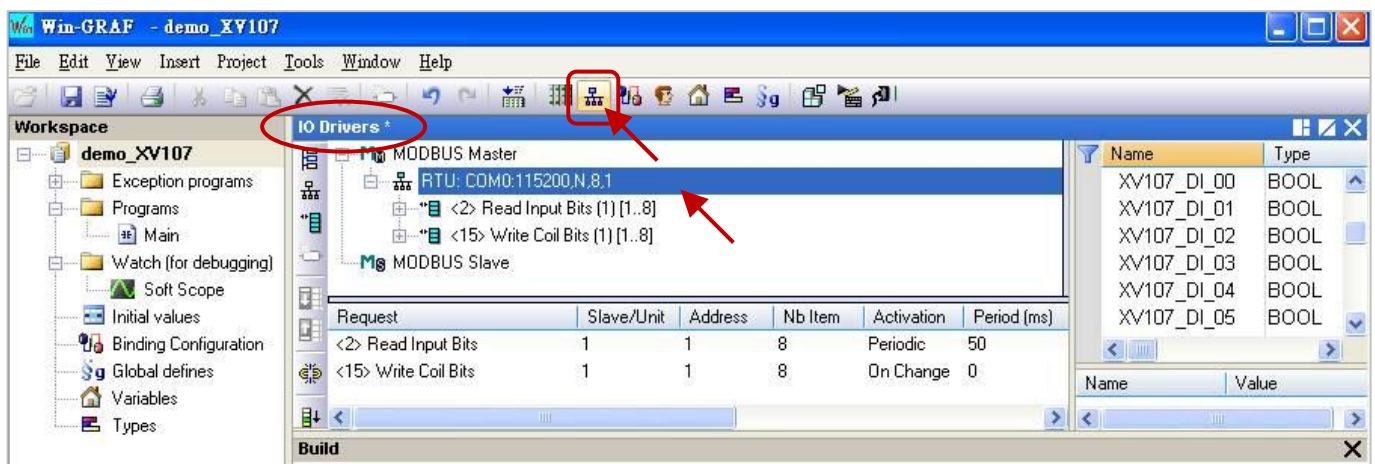 Win-GRAF - demo_XV107
File Edit View Insert Project Tools Window Help
Workspace
demo_XV107
Exception programs
Programs
Main
Watch (for debugging)
Soft Scope
Initial values
Binding Configuration
Global defines
Variables
Types
IO Drivers *
MODBUS Master
RTU: COM0:115200,N,8,1
<2> Read Input Bits (1) [1..8]
<15> Write Coil Bits (1) [1..8]
MODBUS Slave
Request Slave/Unit Address Nb Item Activation Period (ms)
<2> Read Input Bits 1 1 8 Periodic 50
<15> Write Coil Bits 1 1 8 On Change 0
Name Type
XV107_DI_00 BOOL
XV107_DI_01 BOOL
XV107_DI_02 BOOL
XV107_DI_03 BOOL
XV107_DI_04 BOOL
XV107_DI_05 BOOL
Name Value
Build